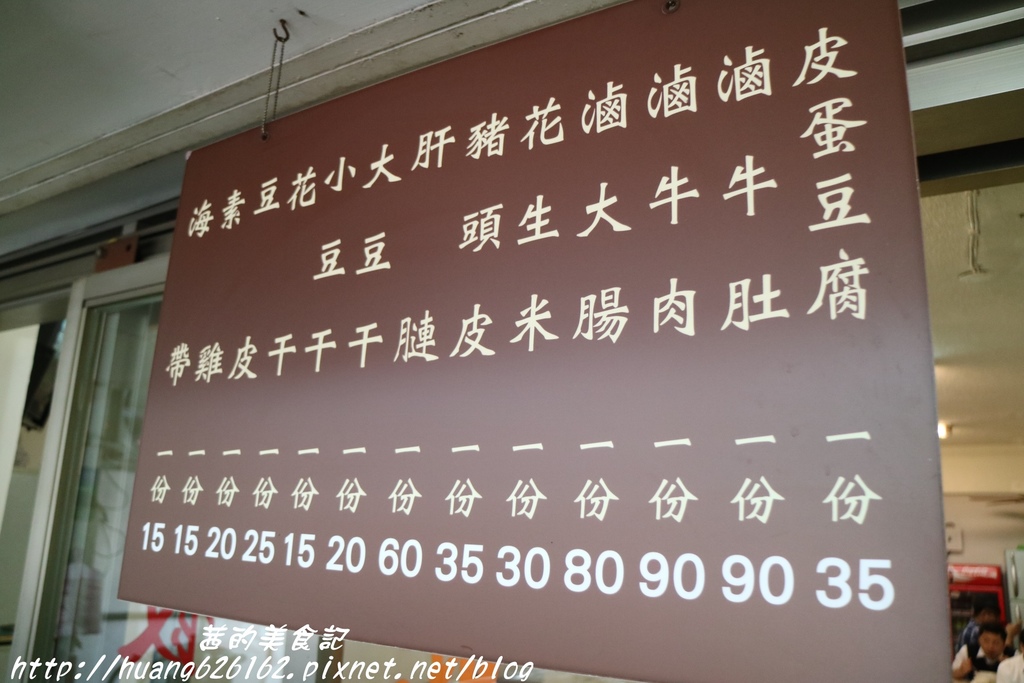 皮蛋豆腐 一份 35
滷牛肚 一份 90
滷牛肉 一份 90
滷大腸 一份 80
花生米 一份 30
豬頭皮 一份 35
肝腱 一份 60
大豆干 一份 20
小豆干 一份 15
花干 一份 25
豆皮 一份 20
素雞 一份 15
海帶 一份 15
茜的美食記
http://huang626162.pixnet.net/blog